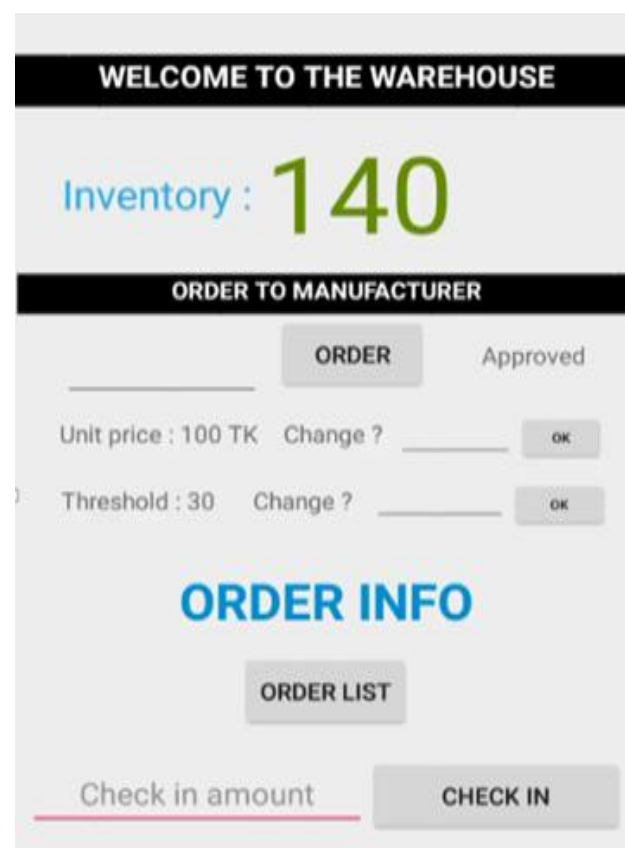 WELCOME TO THE WAREHOUSE
Inventory : 140
ORDER TO MANUFACTURER
ORDER Approved
Unit price : 100 TK Change ? OK
Threshold : 30 Change ? OK
ORDER INFO
ORDER LIST
Check in amount CHECK IN